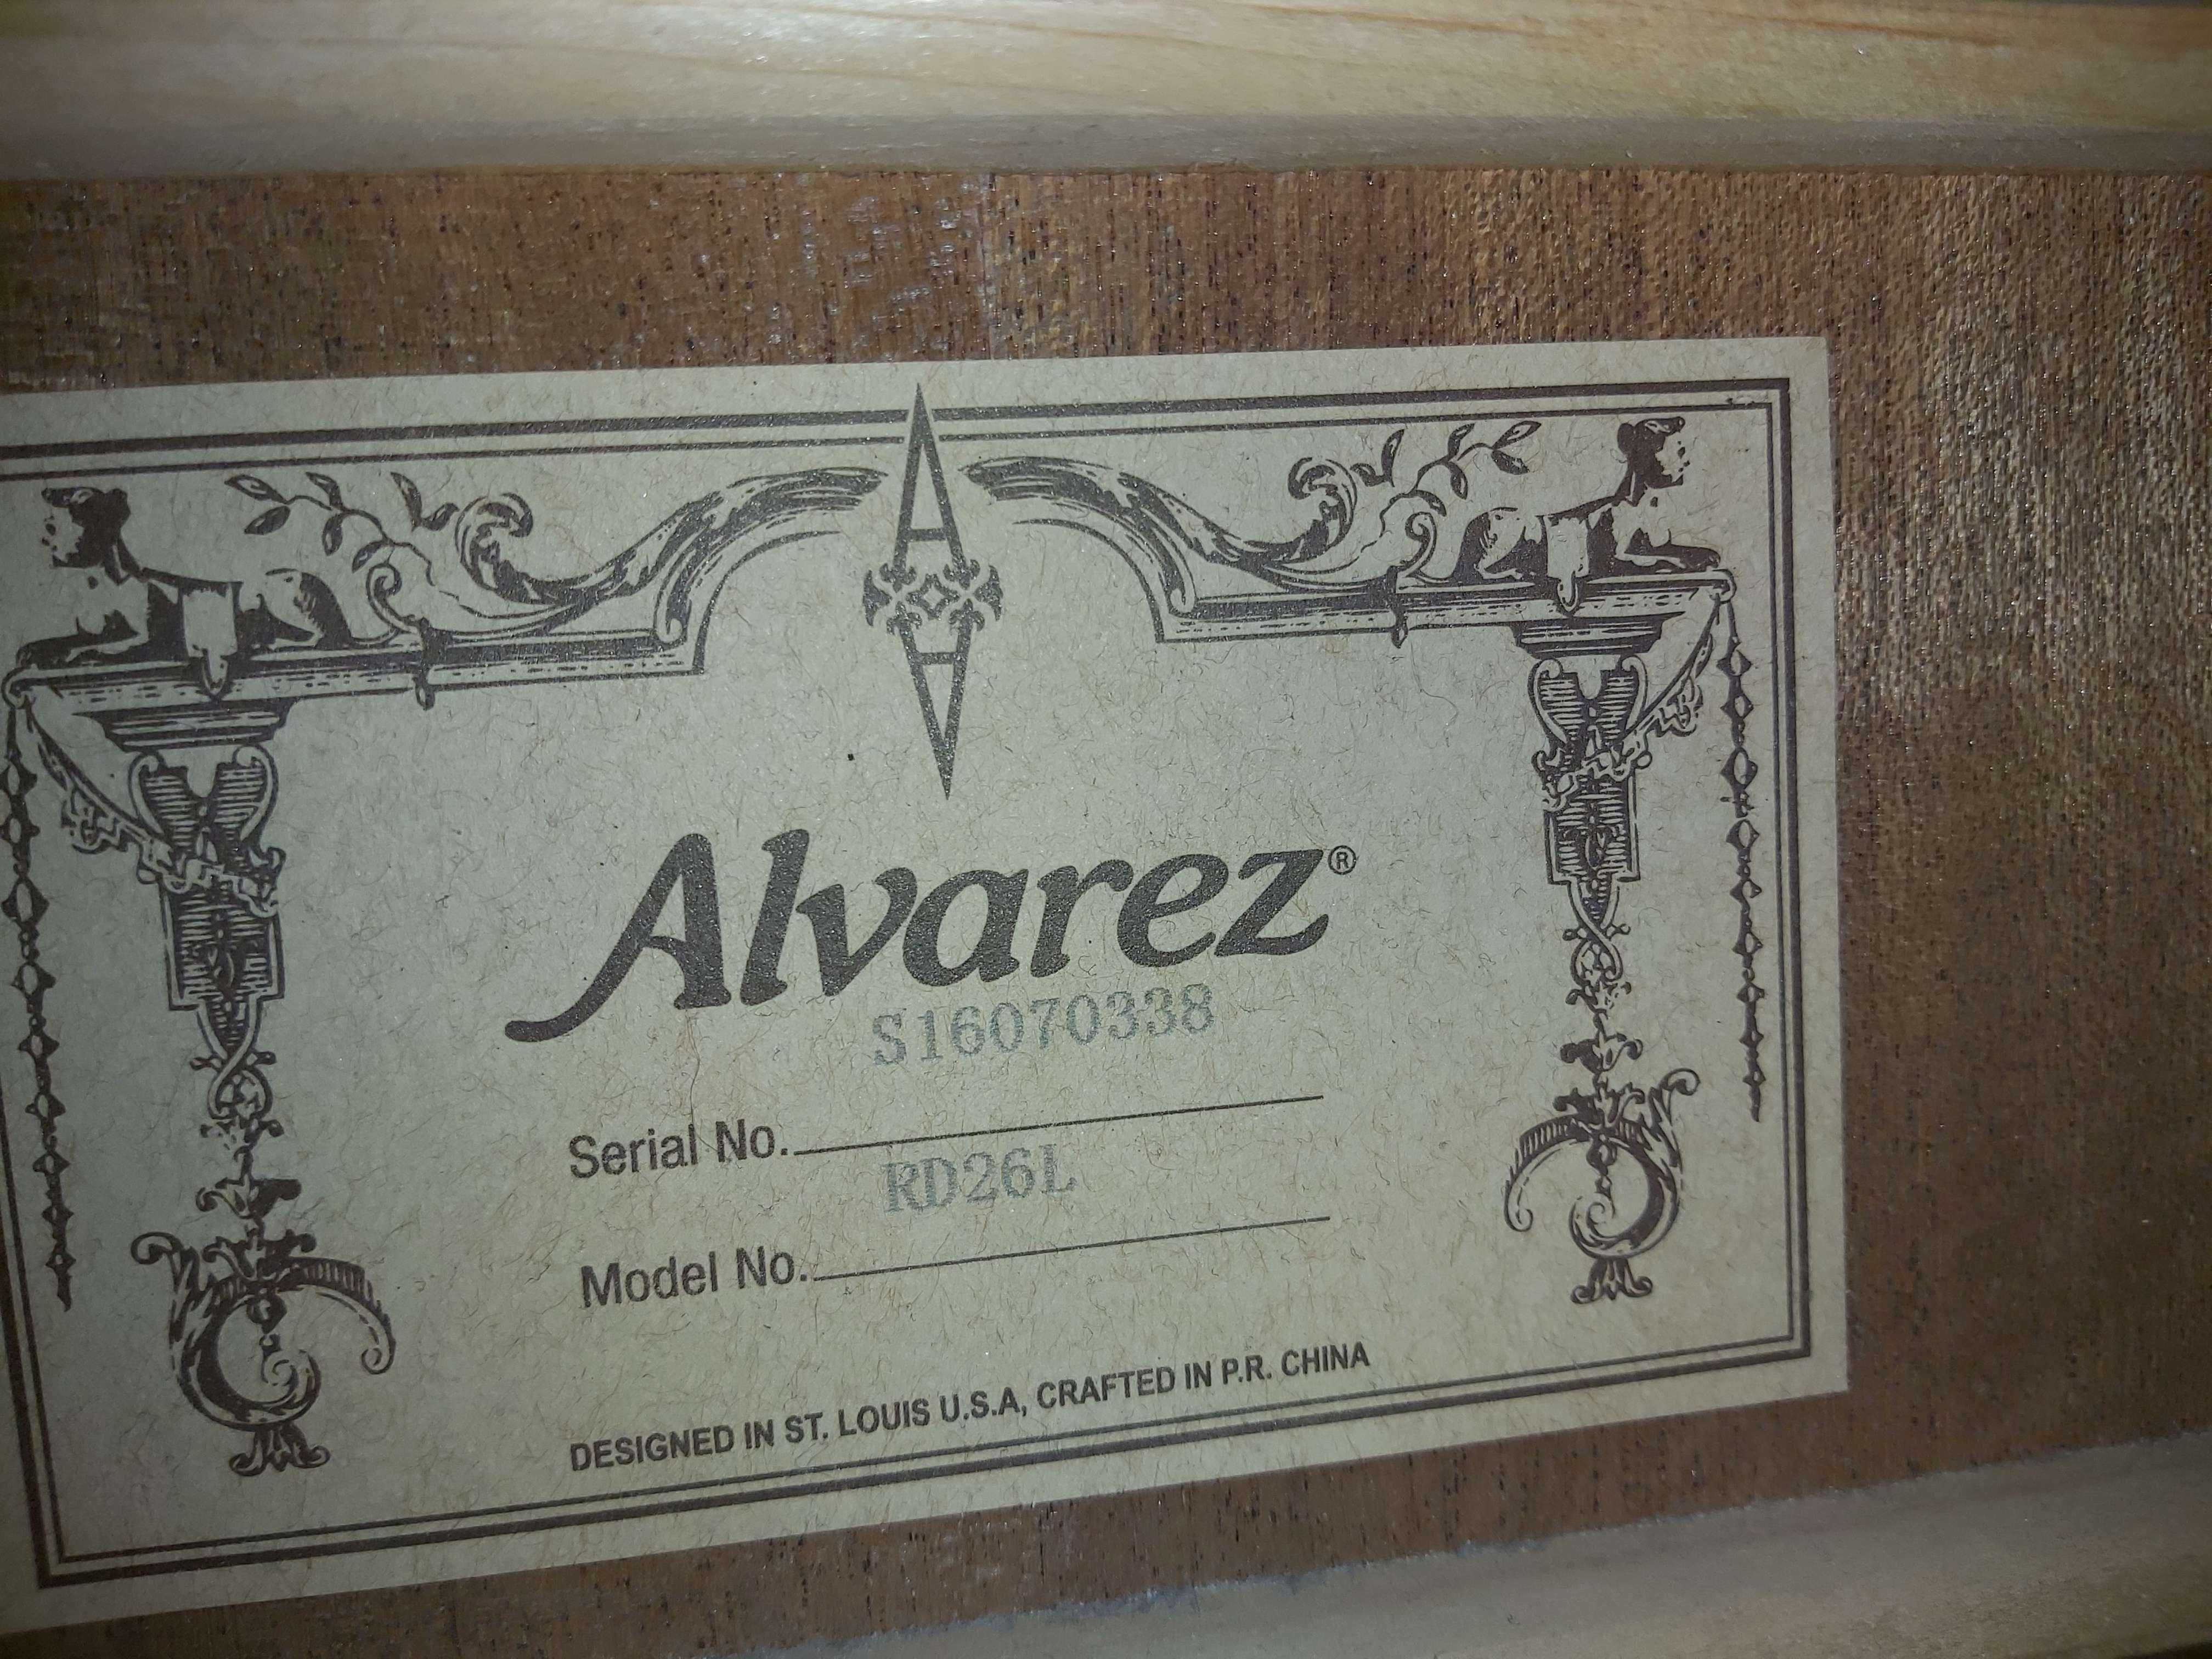 Alvarez®
S16070338
Serial No.
RD26L
Model No.
DESIGNED IN ST. LOUIS U.S.A, CRAFTED IN P.R. CHINA